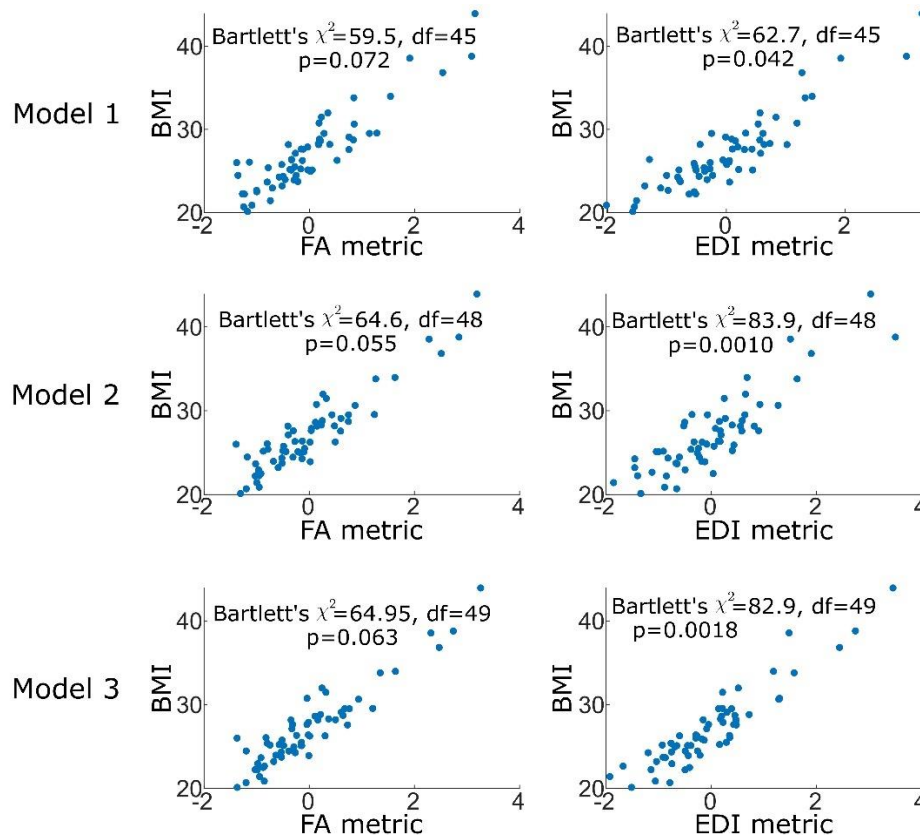 Model 1
BMI
40
30
20
Bartlett's χ²=59.5, df=45
p=0.072
-2 0 2 4
FA metric
BMI
40
30
20
Bartlett's χ²=62.7, df=45
p=0.042
-2 0 2 4
EDI metric
Model 2
BMI
40
30
20
Bartlett's χ²=64.6, df=48
p=0.055
-2 0 2 4
FA metric
BMI
40
30
20
Bartlett's χ²=83.9, df=48
p=0.0010
-2 0 2 4
EDI metric
Model 3
BMI
40
30
20
Bartlett's χ²=64.95, df=49
p=0.063
-2 0 2 4
FA metric
BMI
40
30
20
Bartlett's χ²=82.9, df=49
p=0.0018
-2 0 2 4
EDI metric